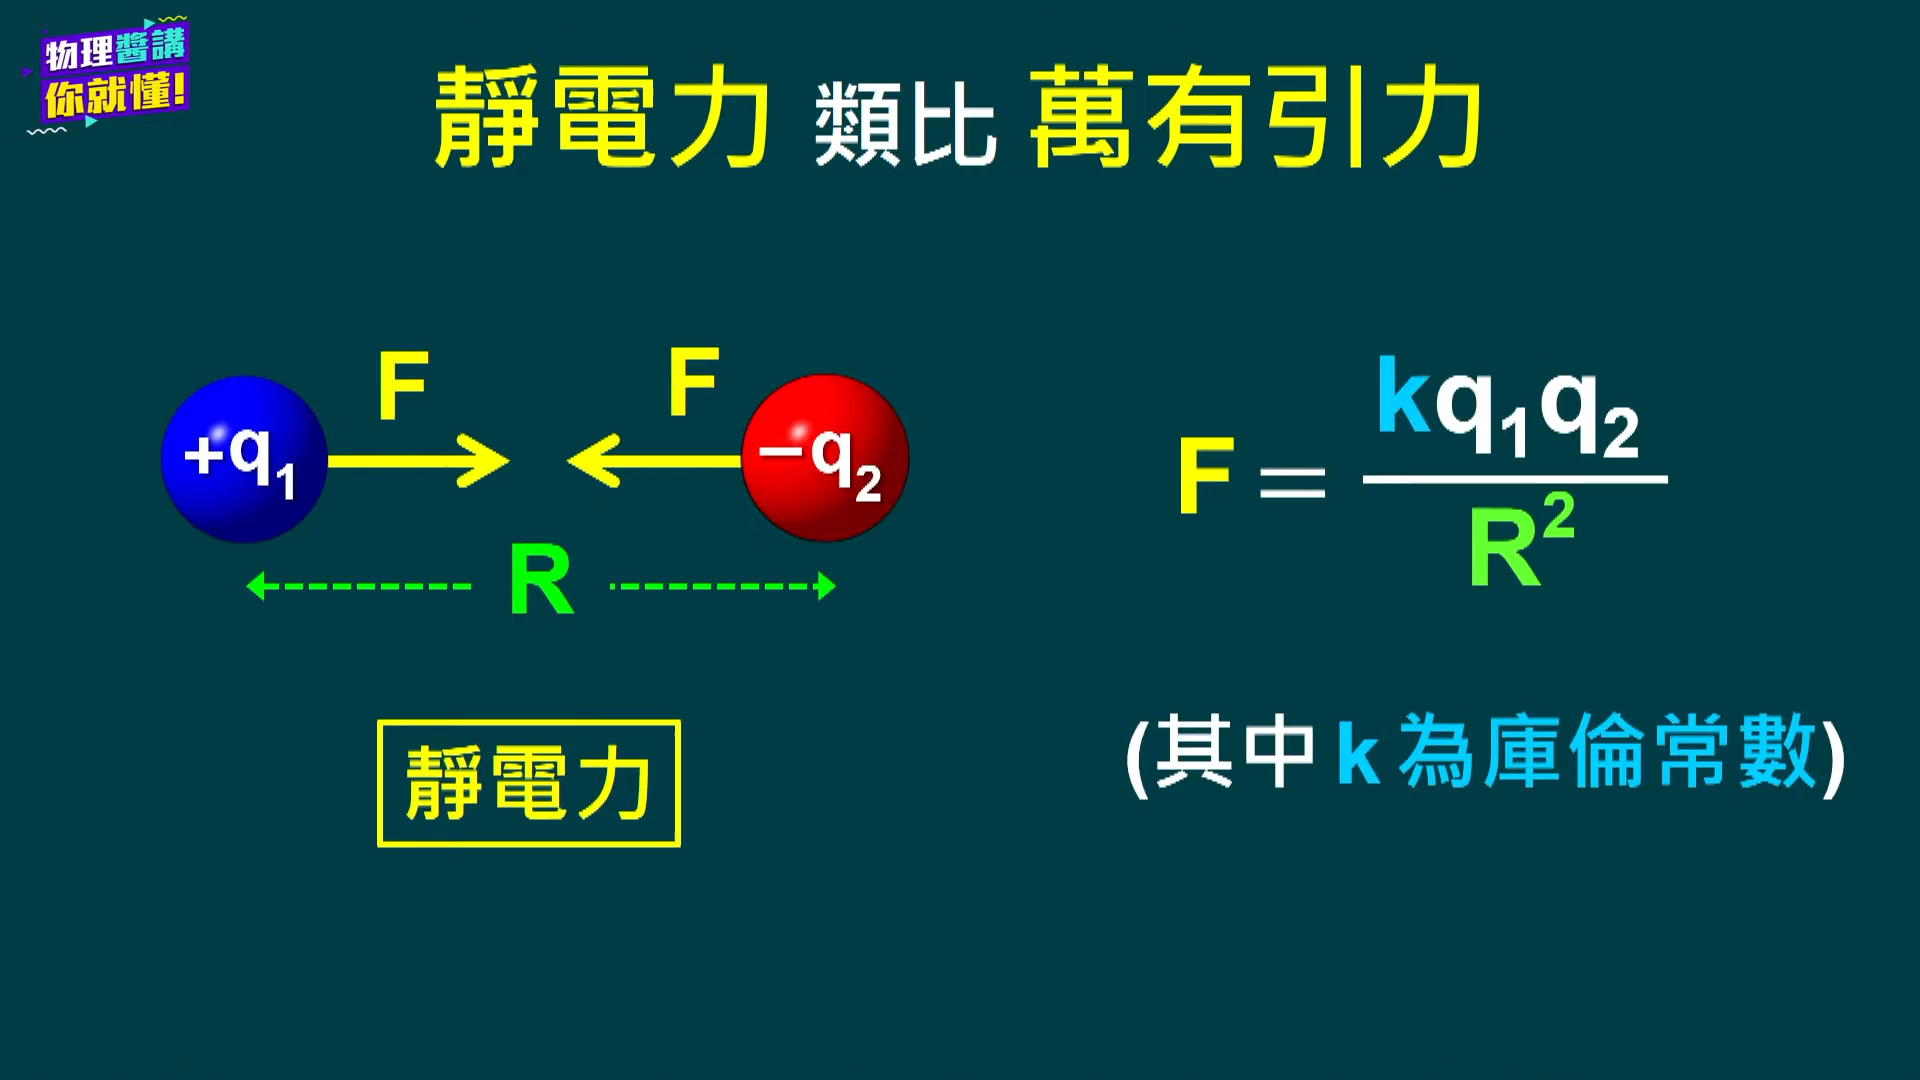 物理醬講
你就懂!
靜電力 類比 萬有引力
F F
+q₁ −q₂
R
F = kq₁q₂ / R²
靜電力
(其中 k 為庫倫常數)